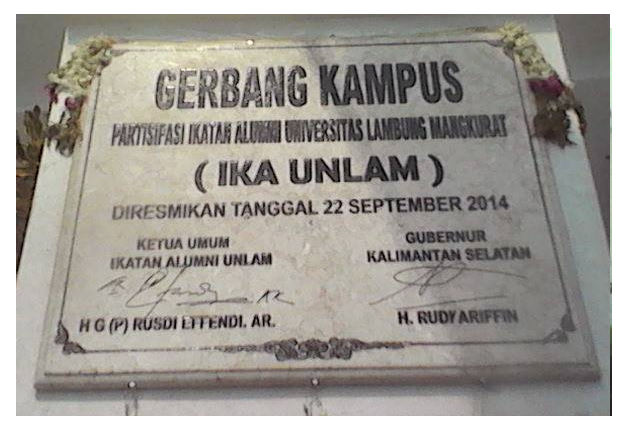 GERBANG KAMPUS
PARTISIPASI IKATAN ALUMNI UNIVERSITAS LAMBUNG MANGKURAT
( IKA UNLAM )
DIRESMIKAN TANGGAL 22 SEPTEMBER 2014
KETUA UMUM
IKATAN ALUMNI UNLAM
H G (P) RUSDI EFFENDI. AR.
GUBERNUR
KALIMANTAN SELATAN
H. RUDY ARIFFIN